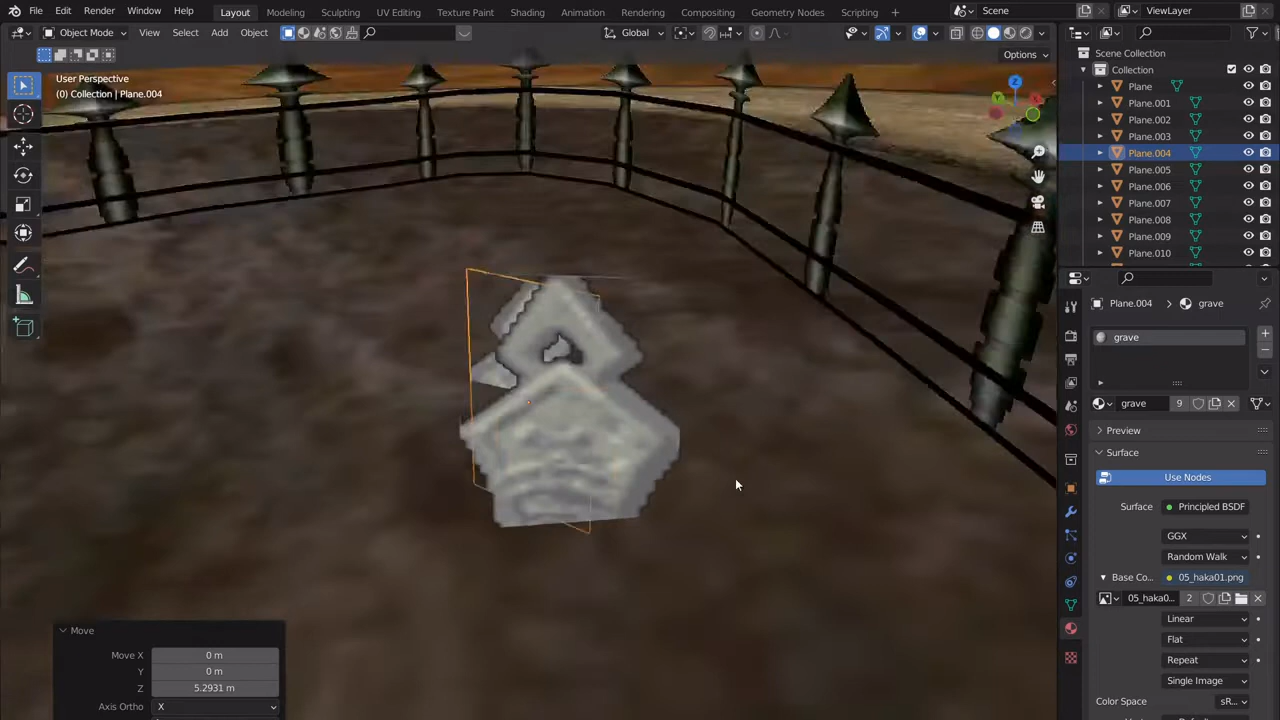 File Edit Render Window Help Layout Modeling Sculpting UV Editing Texture Paint Shading Animation Rendering Compositing Geometry Nodes Scripting Scene ViewLayer
Object Mode View Select Add Object Global
Options
User Perspective
(0) Collection | Plane.004
Scene Collection
Collection
Plane
Plane.001
Plane.002
Plane.003
Plane.004
Plane.005
Plane.006
Plane.007
Plane.008
Plane.009
Plane.010
Plane.004 grave
grave
grave 9
Preview
Surface
Use Nodes
Surface Principled BSDF
GGX
Random Walk
Base Co... 05_haka01.png
05_haka0... 2
Linear
Flat
Repeat
Single Image
Color Space sR...
Move
Move X 0 m
Y 0 m
Z 5.2931 m
Axis Ortho X